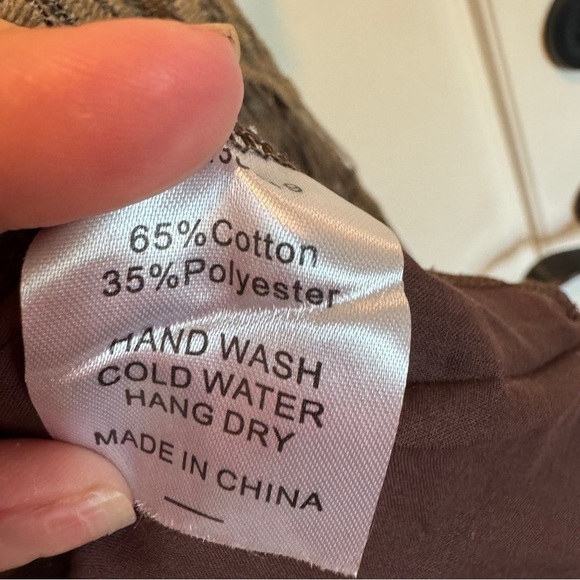 65%Cotton
35%Polyester
HAND WASH
COLD WATER
HANG DRY
MADE IN CHINA